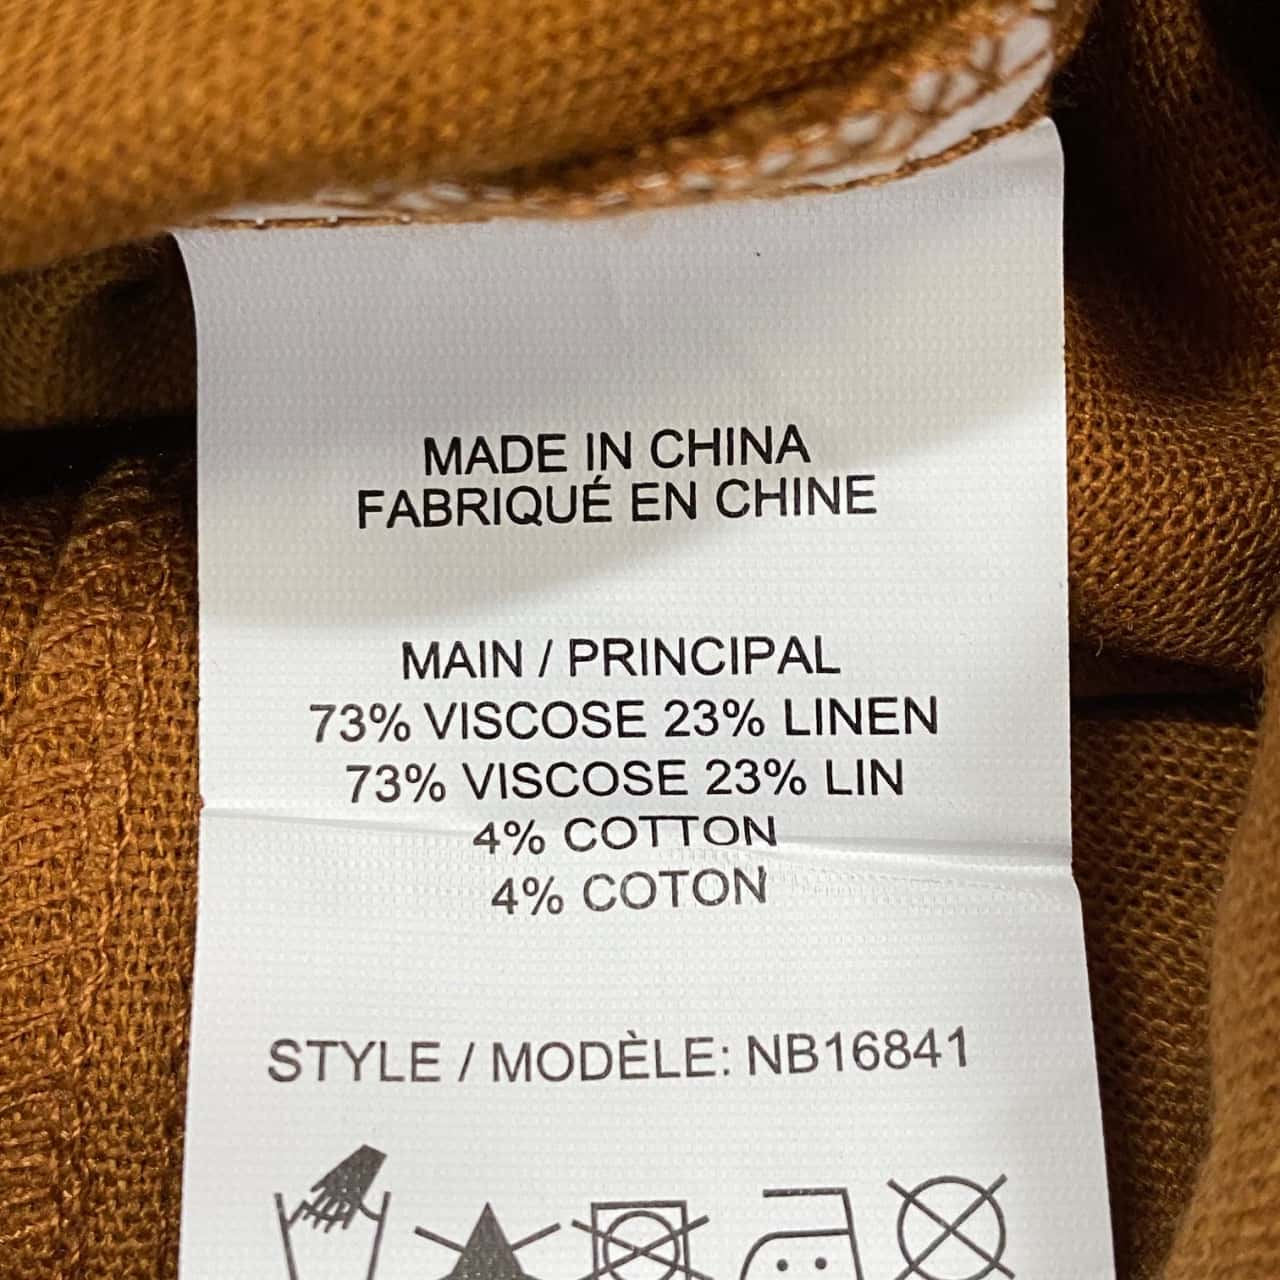 MADE IN CHINA
FABRIQUÉ EN CHINE
MAIN / PRINCIPAL
73% VISCOSE 23% LINEN
73% VISCOSE 23% LIN
4% COTTON
4% COTON
STYLE / MODÈLE: NB16841